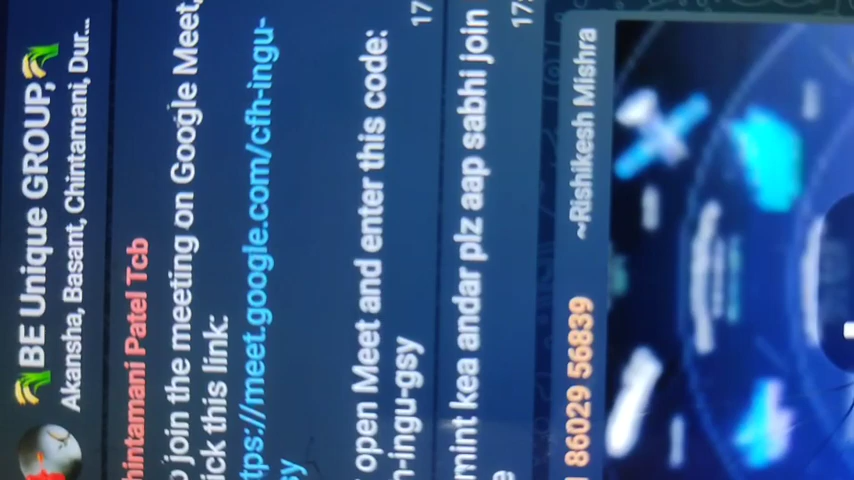 BE Unique GROUP,
Akansha, Basant, Chintamani, Dur...
hintamani Patel Tcb
o join the meeting on Google Meet,
ick this link:
tps://meet.google.com/cfh-ingu-
sy
open Meet and enter this code:
h-ingu-gsy
17
mint kea andar plz aap sabhi join
e
17:
86029 56839 ~Rishikesh Mishra